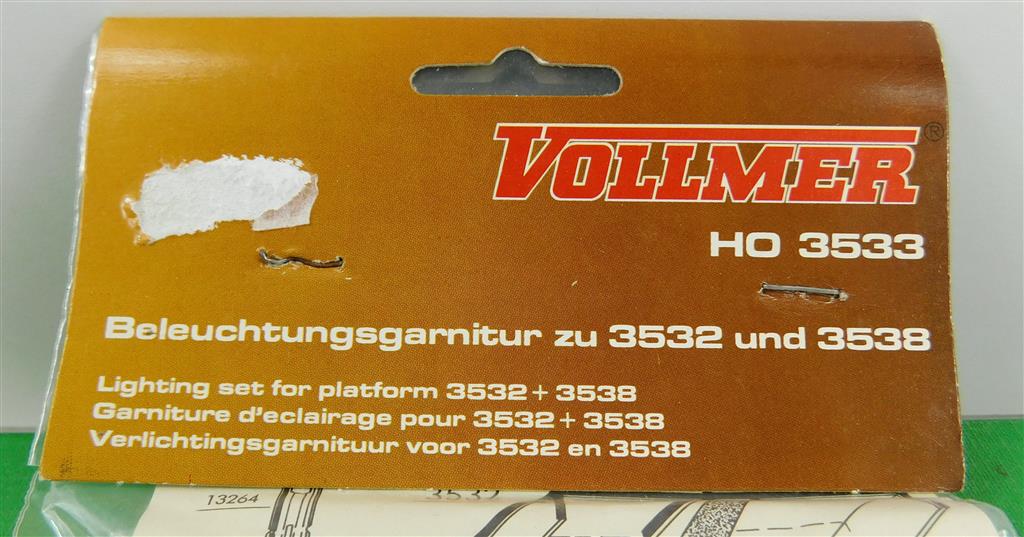 VOLLMER®
HO 3533
Beleuchtungsgarnitur zu 3532 und 3538
Lighting set for platform 3532 + 3538
Garniture d'eclairage pour 3532 + 3538
Verlichtingsgarnituur voor 3532 en 3538
13264
3532